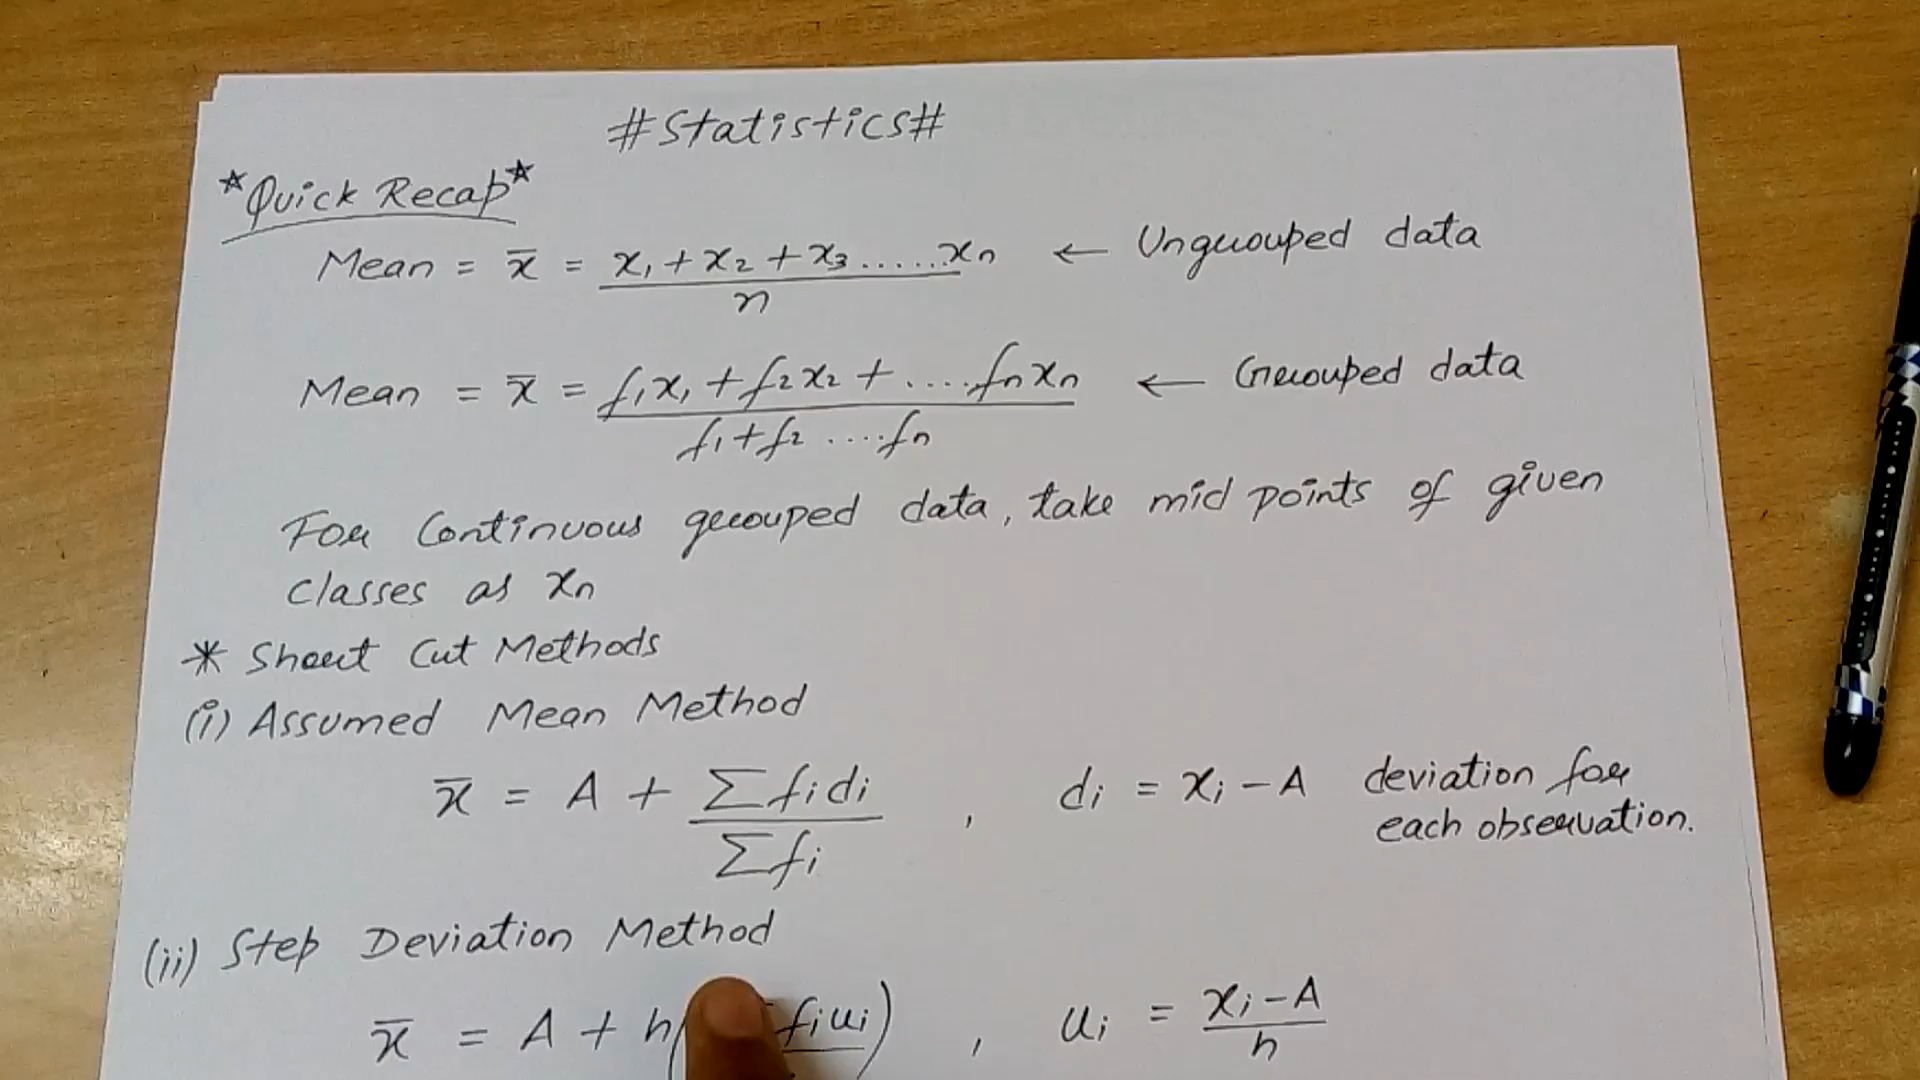 #Statistics#
*Quick Recap*
Mean = x̄ = x₁ + x₂ + x₃ ...... xₙ ← Ungrouped data
n
Mean = x̄ = f₁x₁ + f₂x₂ + .... fₙxₙ ← Grouped data
f₁ + f₂ .... fₙ
For Continuous grouped data, take mid points of given
classes as xₙ
* Short Cut Methods
(i) Assumed Mean Method
x̄ = A + Σfᵢdᵢ , dᵢ = xᵢ - A deviation for
Σfᵢ each observation.
(ii) Step Deviation Method
x̄ = A + h( fᵢuᵢ) , uᵢ = xᵢ - A
h